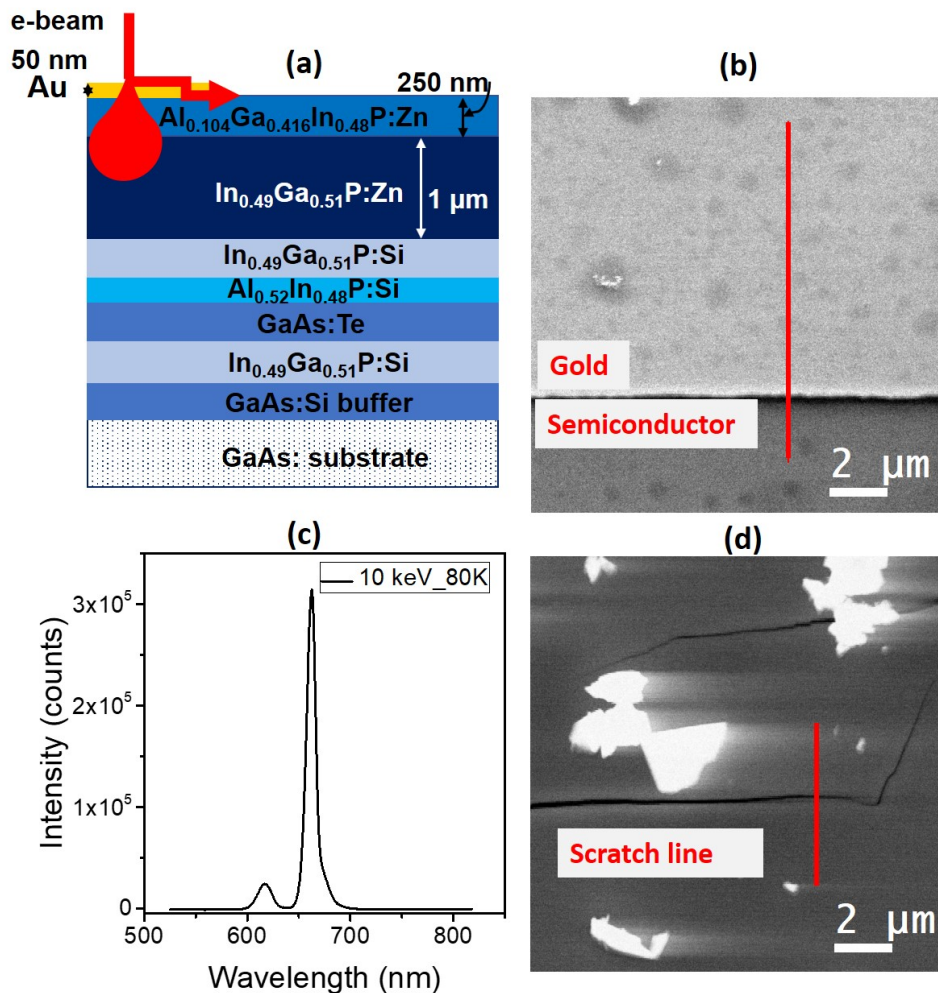 e-beam
50 nm
Au
(a)
250 nm
Al0.104Ga0.416In0.48P:Zn
In0.49Ga0.51P:Zn
1 µm
In0.49Ga0.51P:Si
Al0.52In0.48P:Si
GaAs:Te
In0.49Ga0.51P:Si
GaAs:Si buffer
GaAs: substrate
(b)
Gold
Semiconductor
2 µm
(c)
10 keV_80K
3x10^5
2x10^5
1x10^5
0
500
600
700
800
Intensity (counts)
Wavelength (nm)
(d)
Scratch line
2 µm